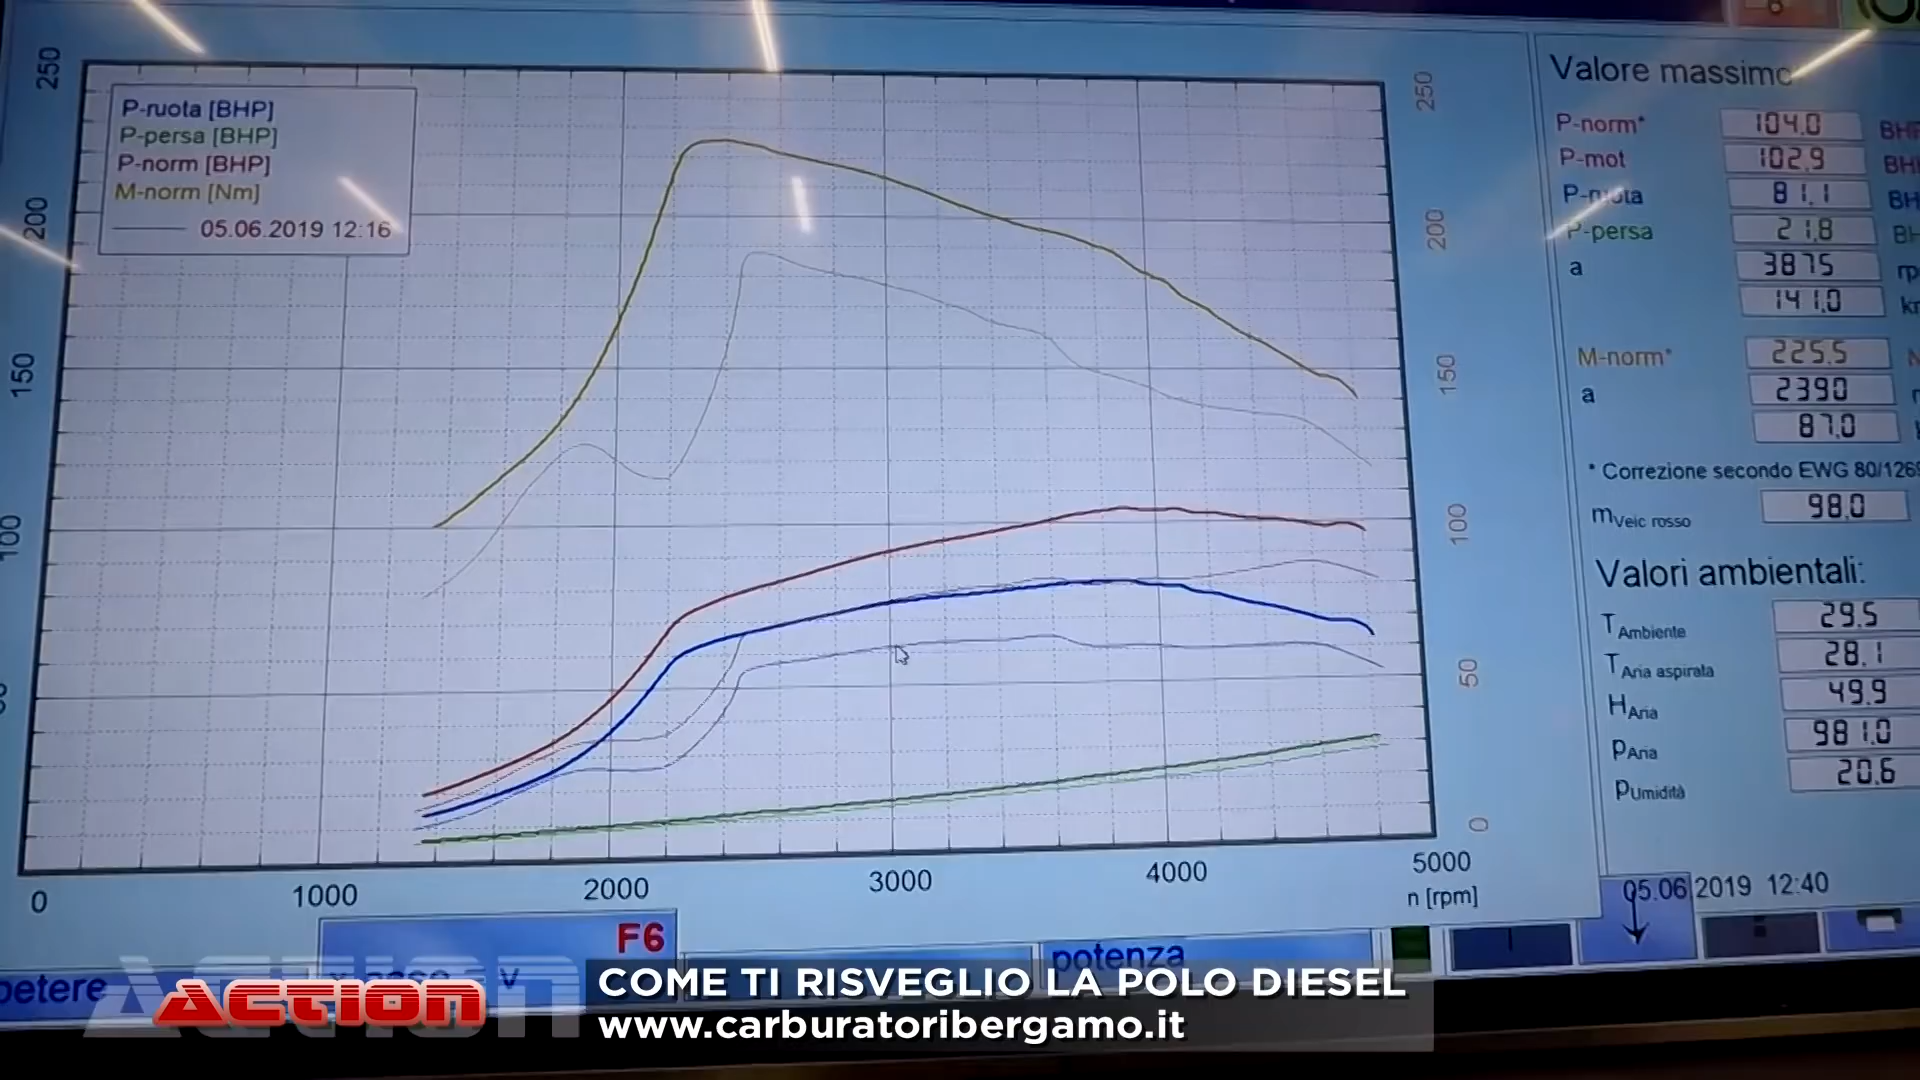 250
200
150
100
P-ruota [BHP]
P-persa [BHP]
P-norm [BHP]
M-norm [Nm]
05.06.2019 12:16
250
200
150
100
50
0
0
1000
2000
3000
4000
5000
n [rpm]
Valore massimo
P-norm* 104.0 BHP
P-mot 102.9
P-ruota 81.1
P-persa 21.8
a 3875
141.0
M-norm* 225.5
a 2390
87.0
* Correzione secondo EWG 80/126
mVeic rosso 98.0
Valori ambientali:
TAmbiente 29.5
TAria aspirata 28.1
HAria 49.9
PAria 981.0
PUmidità 20.6
05.06.2019 12:40
F6
petere
potenza
ACTION
COME TI RISVEGLIO LA POLO DIESEL
www.carburatoribergamo.it